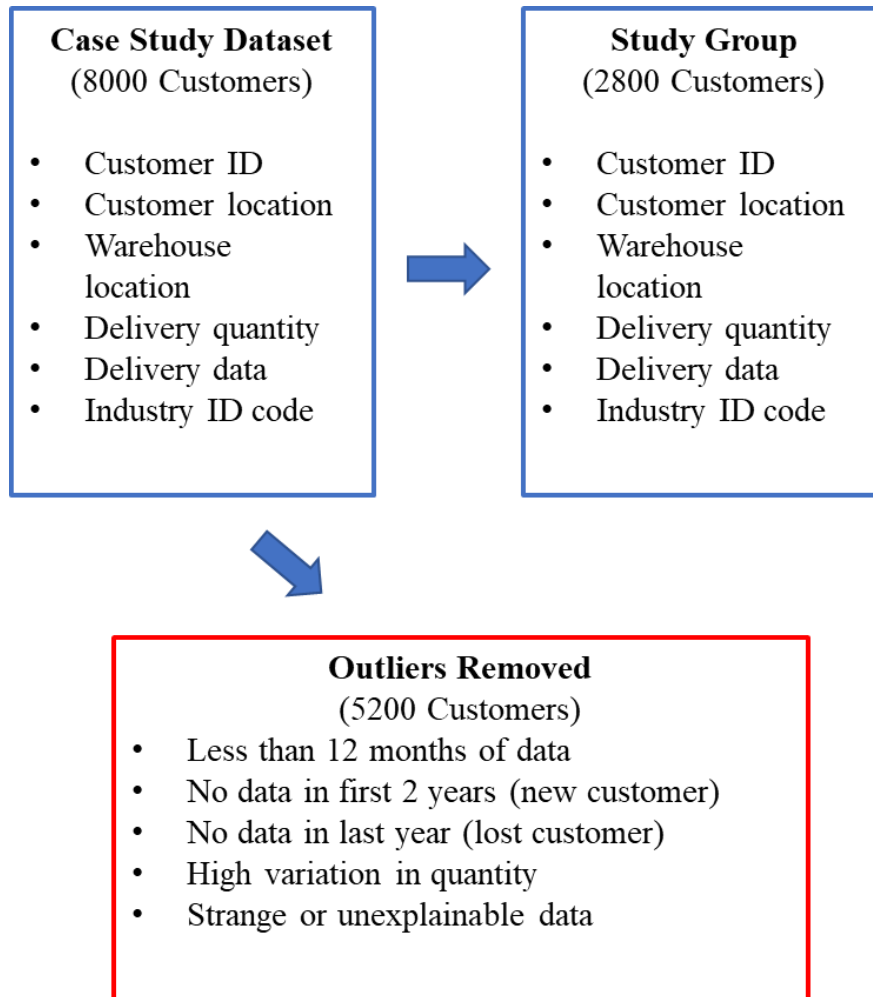 Case Study Dataset
(8000 Customers)
• Customer ID
• Customer location
• Warehouse
location
• Delivery quantity
• Delivery data
• Industry ID code
Study Group
(2800 Customers)
• Customer ID
• Customer location
• Warehouse
location
• Delivery quantity
• Delivery data
• Industry ID code
Outliers Removed
(5200 Customers)
• Less than 12 months of data
• No data in first 2 years (new customer)
• No data in last year (lost customer)
• High variation in quantity
• Strange or unexplainable data